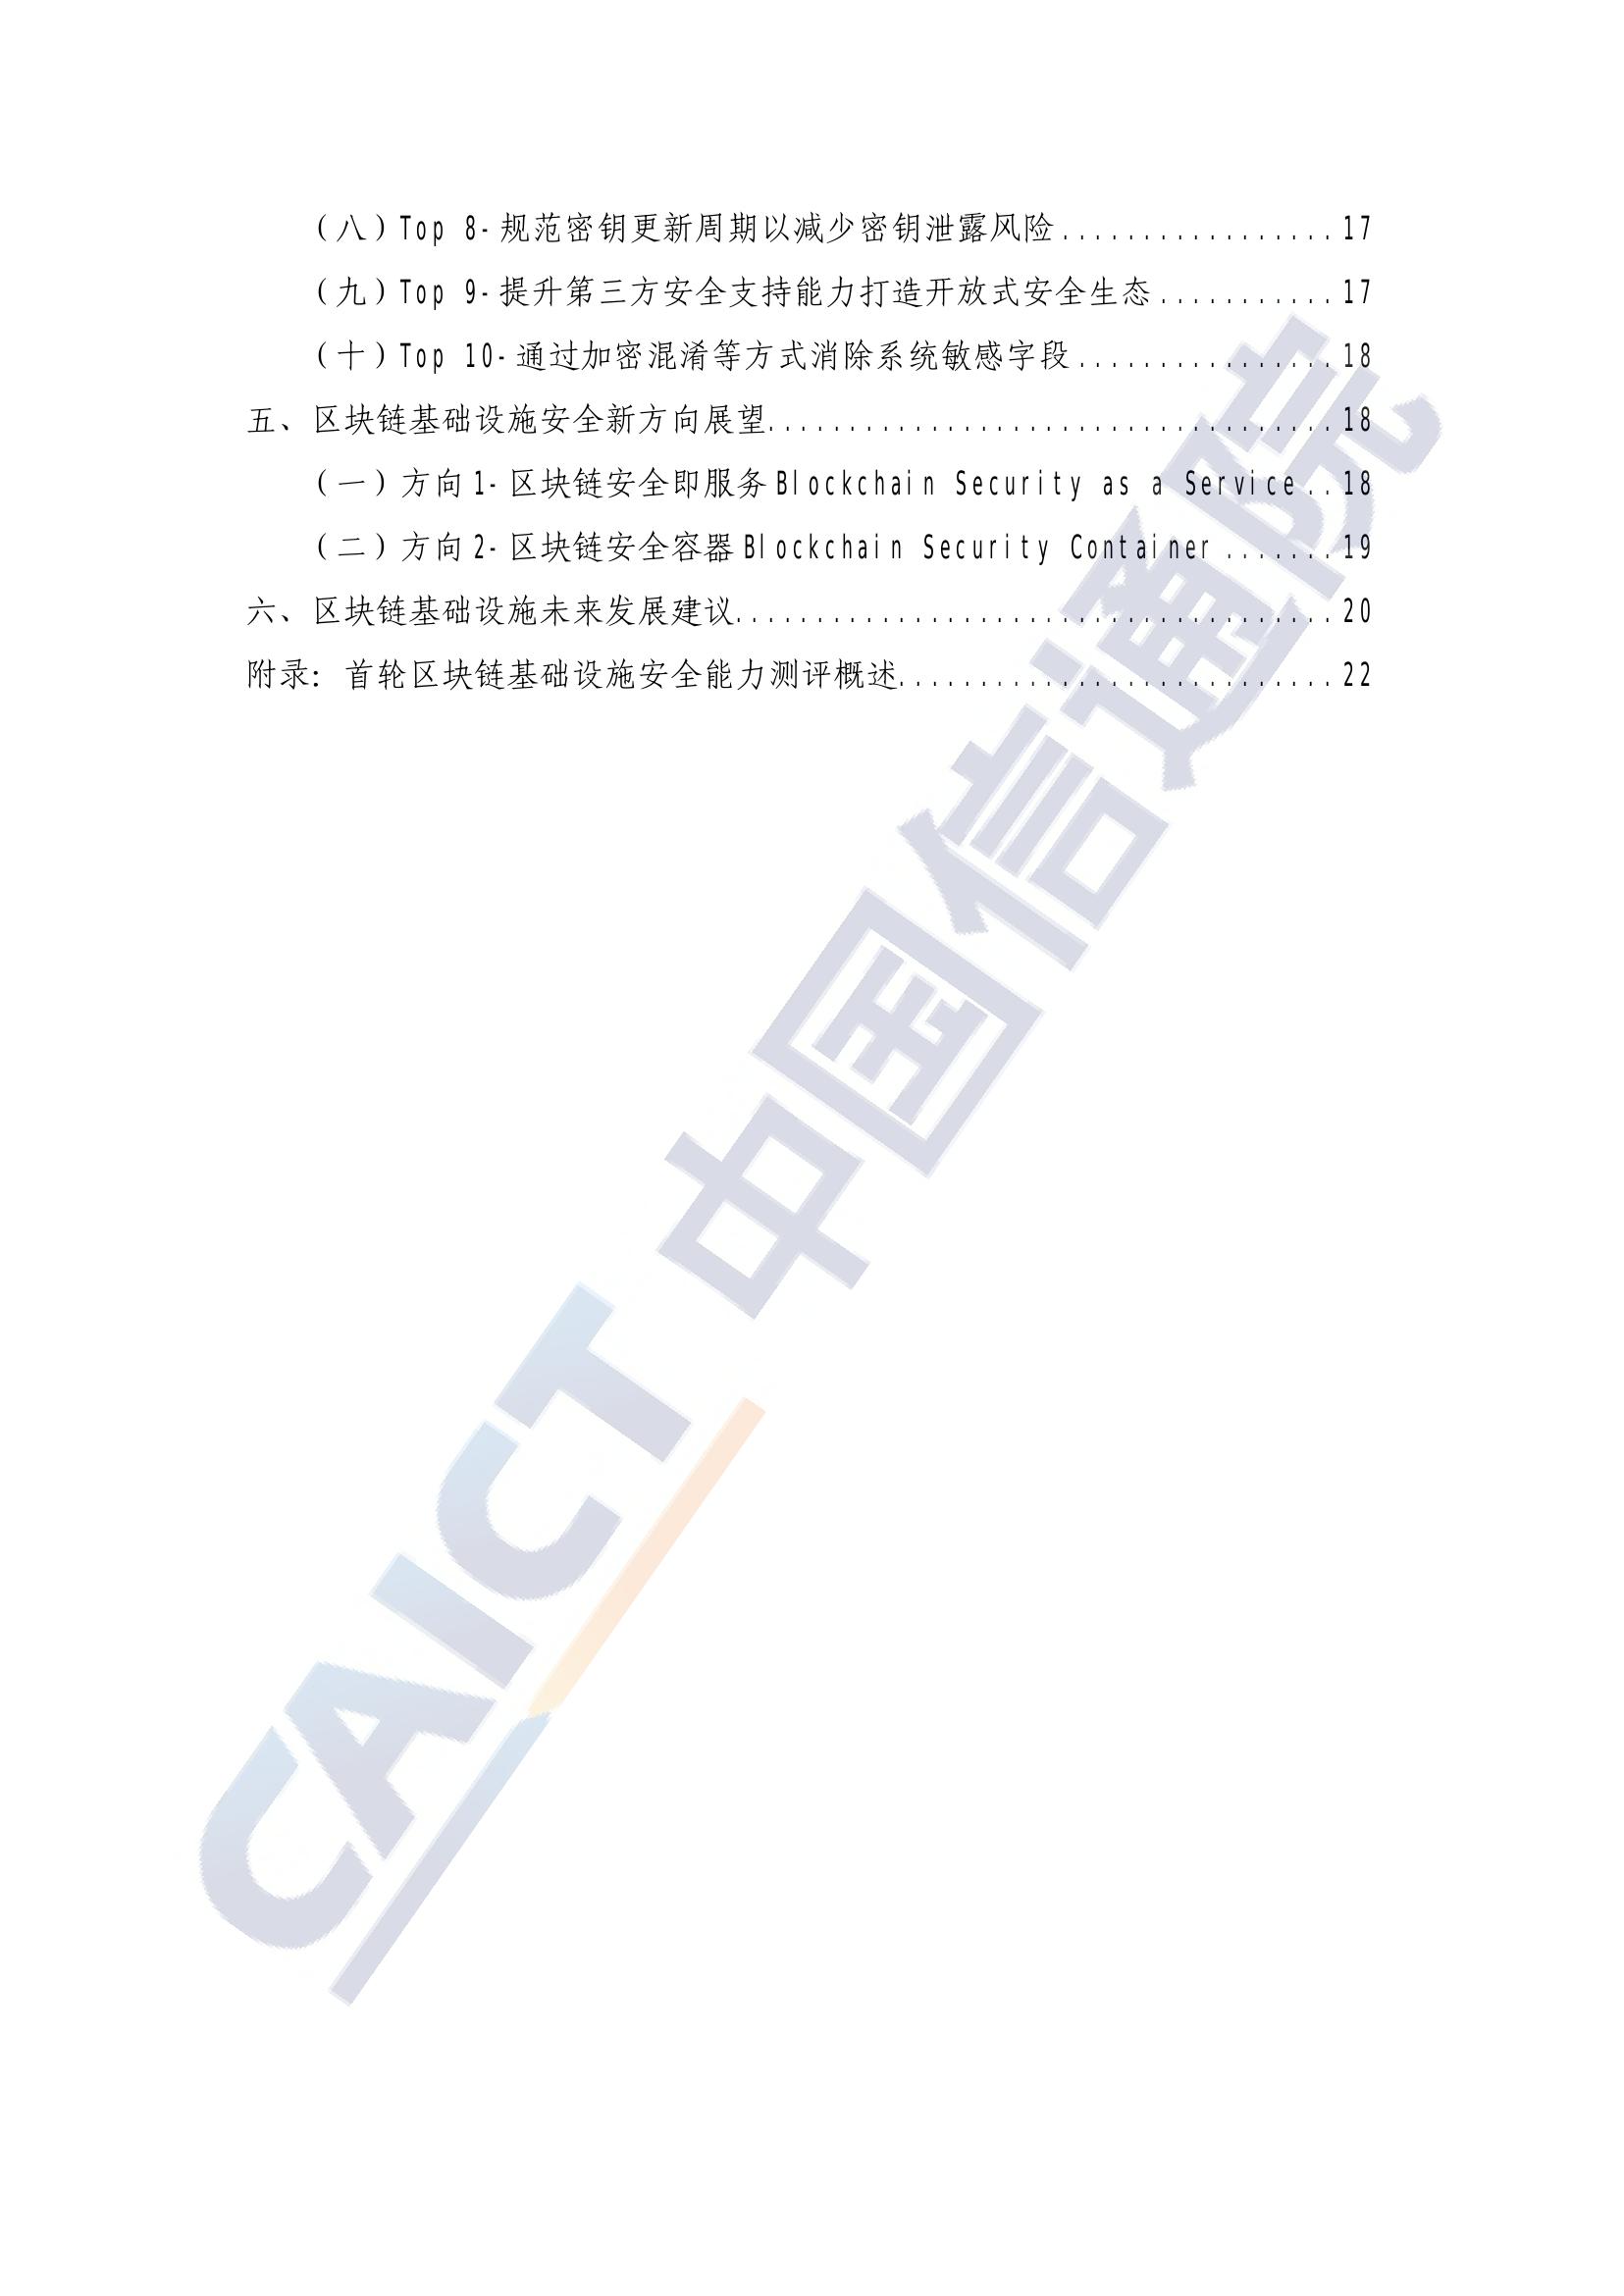 （八）Top 8-规范密钥更新周期以减少密钥泄露风险.................17
（九）Top 9-提升第三方安全支持能力打造开放式安全生态...........17
（十）Top 10-通过加密混淆等方式消除系统敏感字段................18
五、区块链基础设施安全新方向展望...................................18
（一）方向1-区块链安全即服务Blockchain Security as a Service..18
（二）方向2-区块链安全容器Blockchain Security Container.......19
六、区块链基础设施未来发展建议.....................................20
附录：首轮区块链基础设施安全能力测评概述...........................22
CAICT 中国信通院